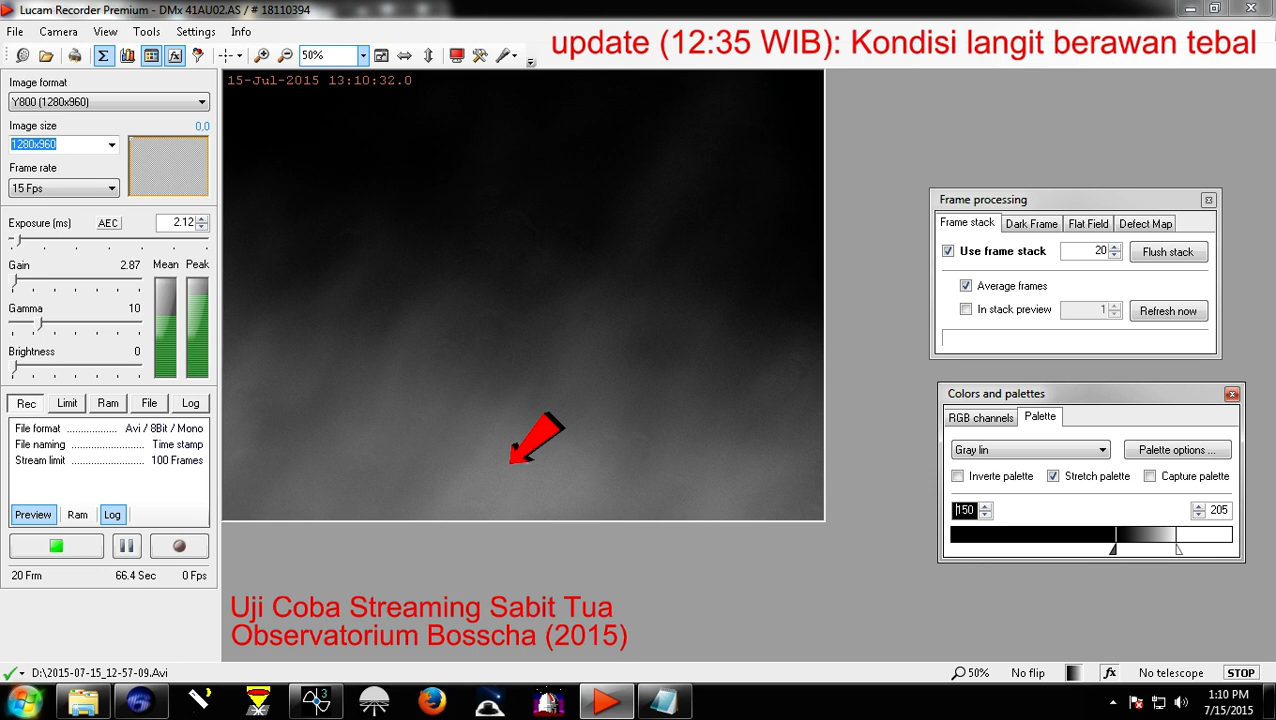 Lucam Recorder Premium - DMx 41AU02.AS / # 18110394
File Camera View Tools Settings Info
50%
update (12:35 WIB): Kondisi langit berawan tebal
Image format
Y800 (1280x960)
Image size 0,0
1280x960
Frame rate
15 Fps
Exposure (ms) AEC 2.12
Gain 2.87 Mean Peak
Gamma 10
Brightness 0
Rec Limit Ram File Log
File format .............. Avi / 8Bit / Mono
File naming ............ Time stamp
Stream limit ............ 100 Frames
Preview Ram Log
20 Frm 66.4 Sec 0 Fps
15-Jul-2015 13:10:32.0
Frame processing
Frame stack Dark Frame Flat Field Defect Map
Use frame stack 20 Flush stack
Average frames
In stack preview 1 Refresh now
Colors and palettes
RGB channels Palette
Gray lin Palette options ...
Inverte palette Stretch palette Capture palette
150 205
Uji Coba Streaming Sabit Tua
Observatorium Bosscha (2015)
D:\2015-07-15_12-57-09.Avi 50% No flip fx No telescope STOP
3
1:10 PM
7/15/2015